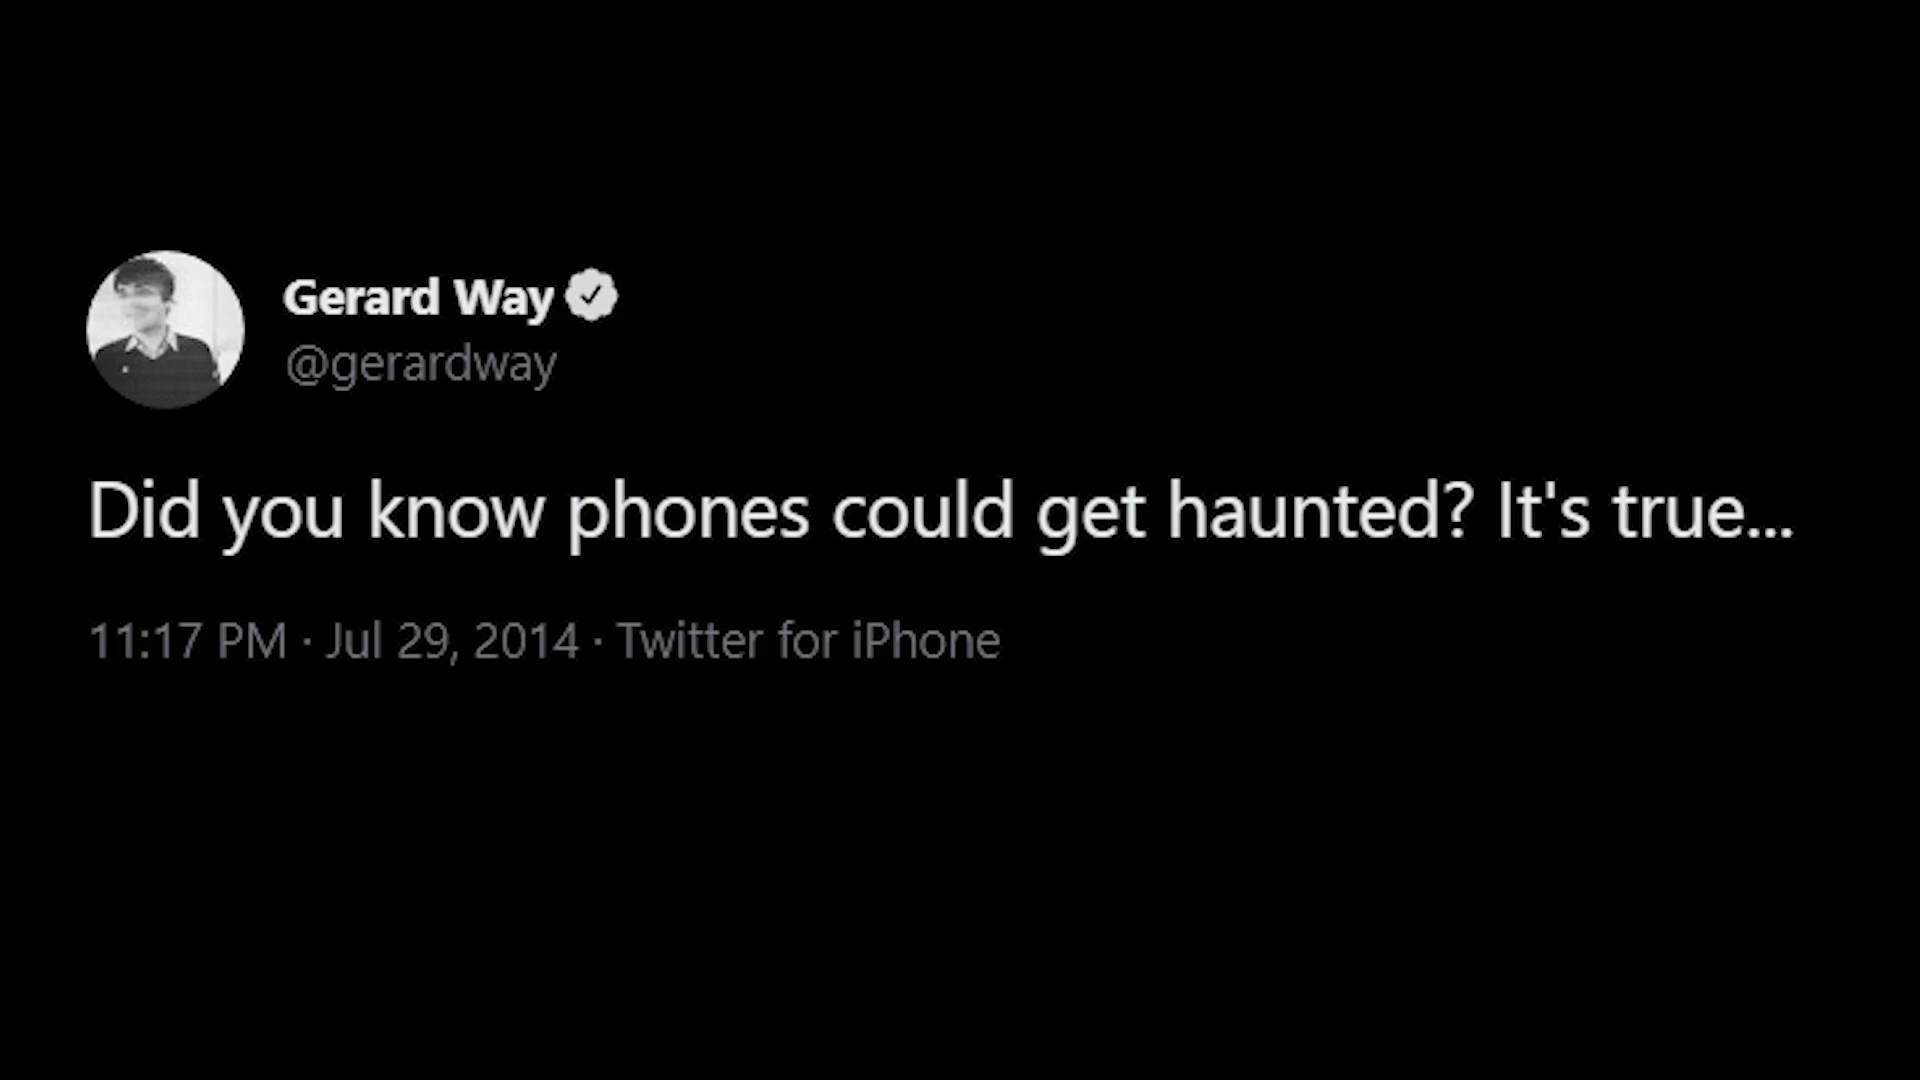 Gerard Way
@gerardway
Did you know phones could get haunted? It's true...
11:17 PM · Jul 29, 2014 · Twitter for iPhone